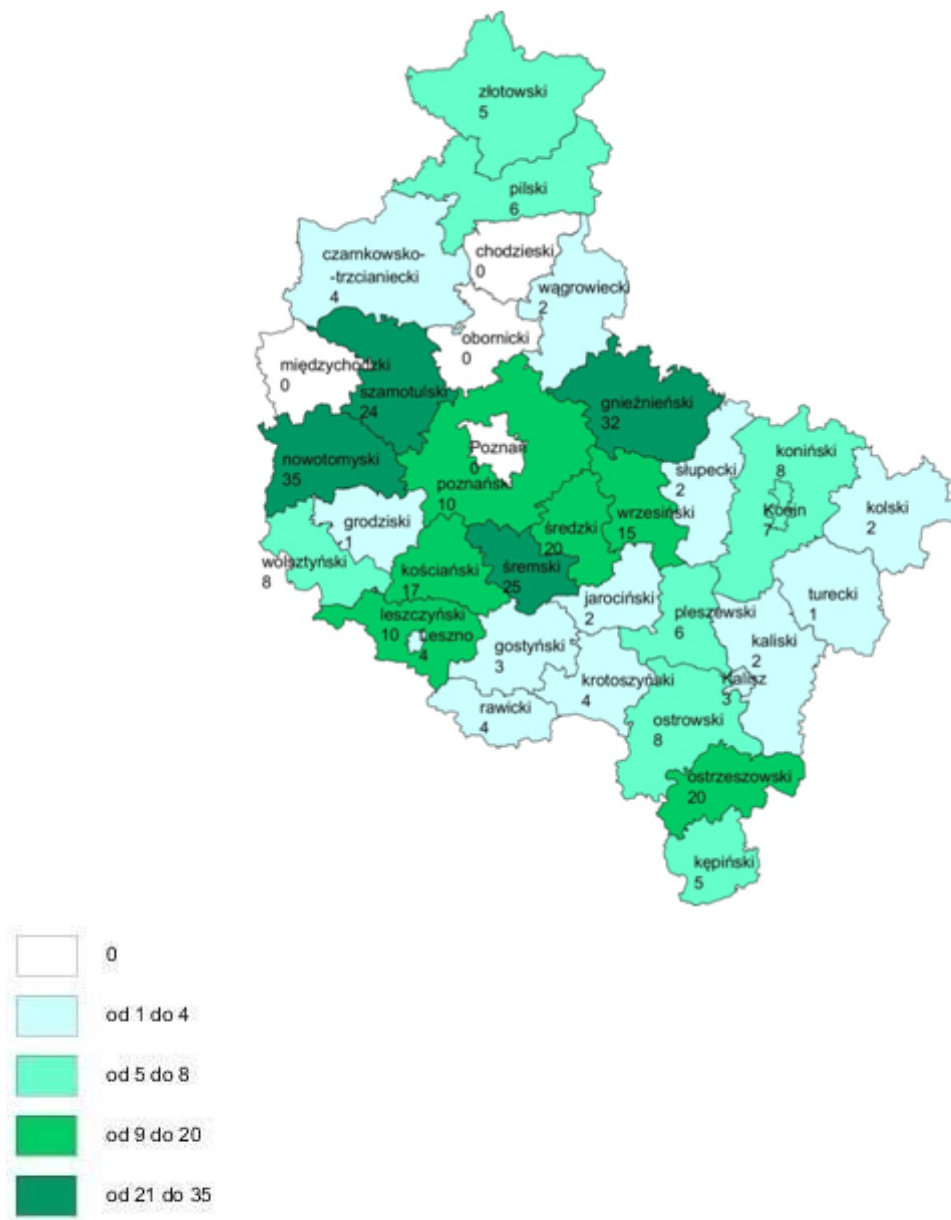 złotowski
5
pilski
6
chodzieski
0
czarnkowsko-
-trzcianiecki
4
wągrowiecki
2
obornicki
0
międzychodzki
0
szamotulski
24
gnieźnieński
32
Poznań
0
nowotomyski
35
poznański
10
słupecki
2
koniński
8
Konin
7
kolski
2
grodziski
1
średzki
20
wrzesiński
15
wolsztyński
8
kościański
17
śremski
25
jarociński
2
pleszewski
6
turecki
1
leszczyński
10
Leszno
4
gostyński
3
kaliski
2
Kalisz
3
krotoszyński
4
rawicki
4
ostrowski
8
ostrzeszowski
20
kępiński
5
0
od 1 do 4
od 5 do 8
od 9 do 20
od 21 do 35